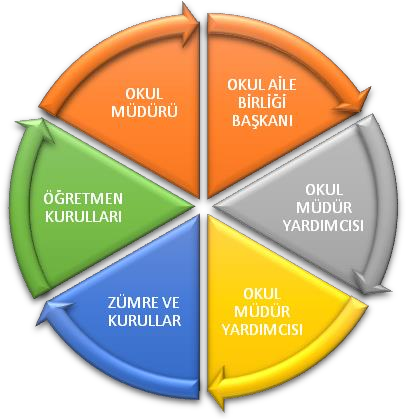 OKUL
MÜDÜRÜ
OKUL AİLE
BİRLİĞİ
BAŞKANI
OKUL
MÜDÜR
YARDIMCISI
OKUL
MÜDÜR
YARDIMCISI
ZÜMRE VE
KURULLAR
ÖĞRETMEN
KURULLARI